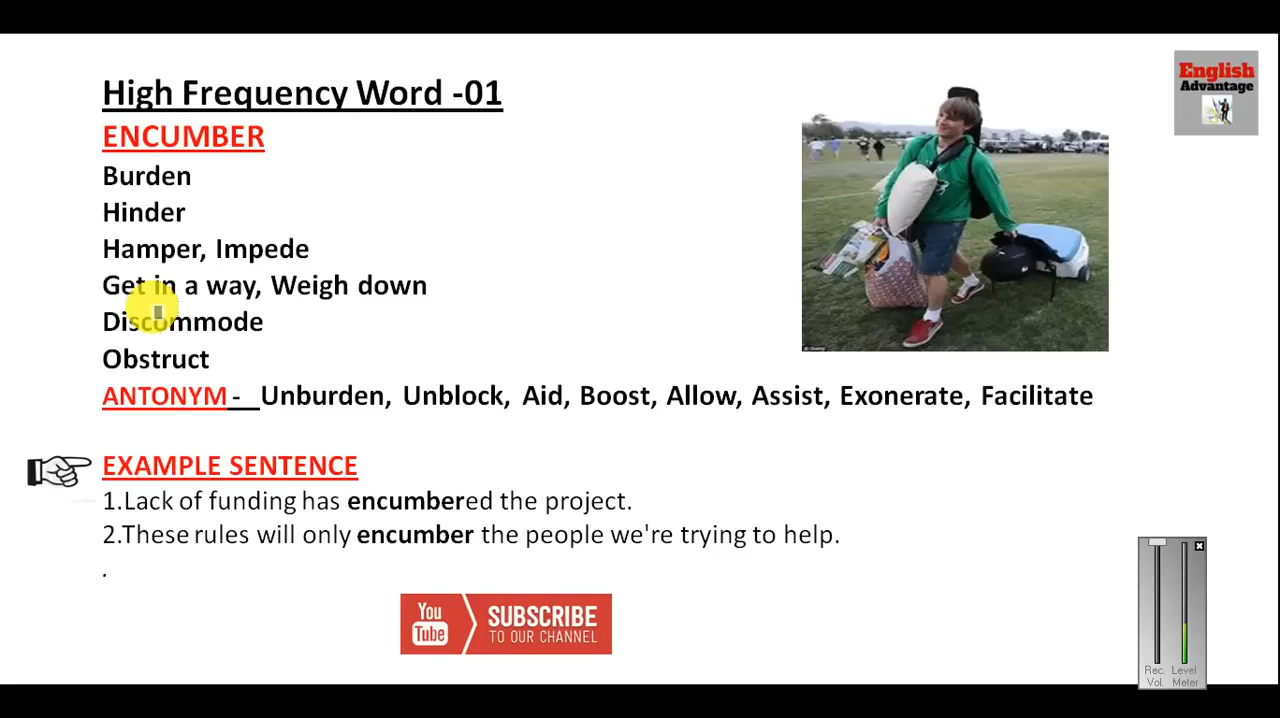 High Frequency Word -01
ENCUMBER
Burden
Hinder
Hamper, Impede
Get in a way, Weigh down
Discommode
Obstruct
ANTONYM - Unburden, Unblock, Aid, Boost, Allow, Assist, Exonerate, Facilitate
EXAMPLE SENTENCE
1.Lack of funding has encumbered the project.
2.These rules will only encumber the people we're trying to help.
.
You
Tube
SUBSCRIBE
TO OUR CHANNEL
English
Advantage
Rec. Level
Vol. Meter